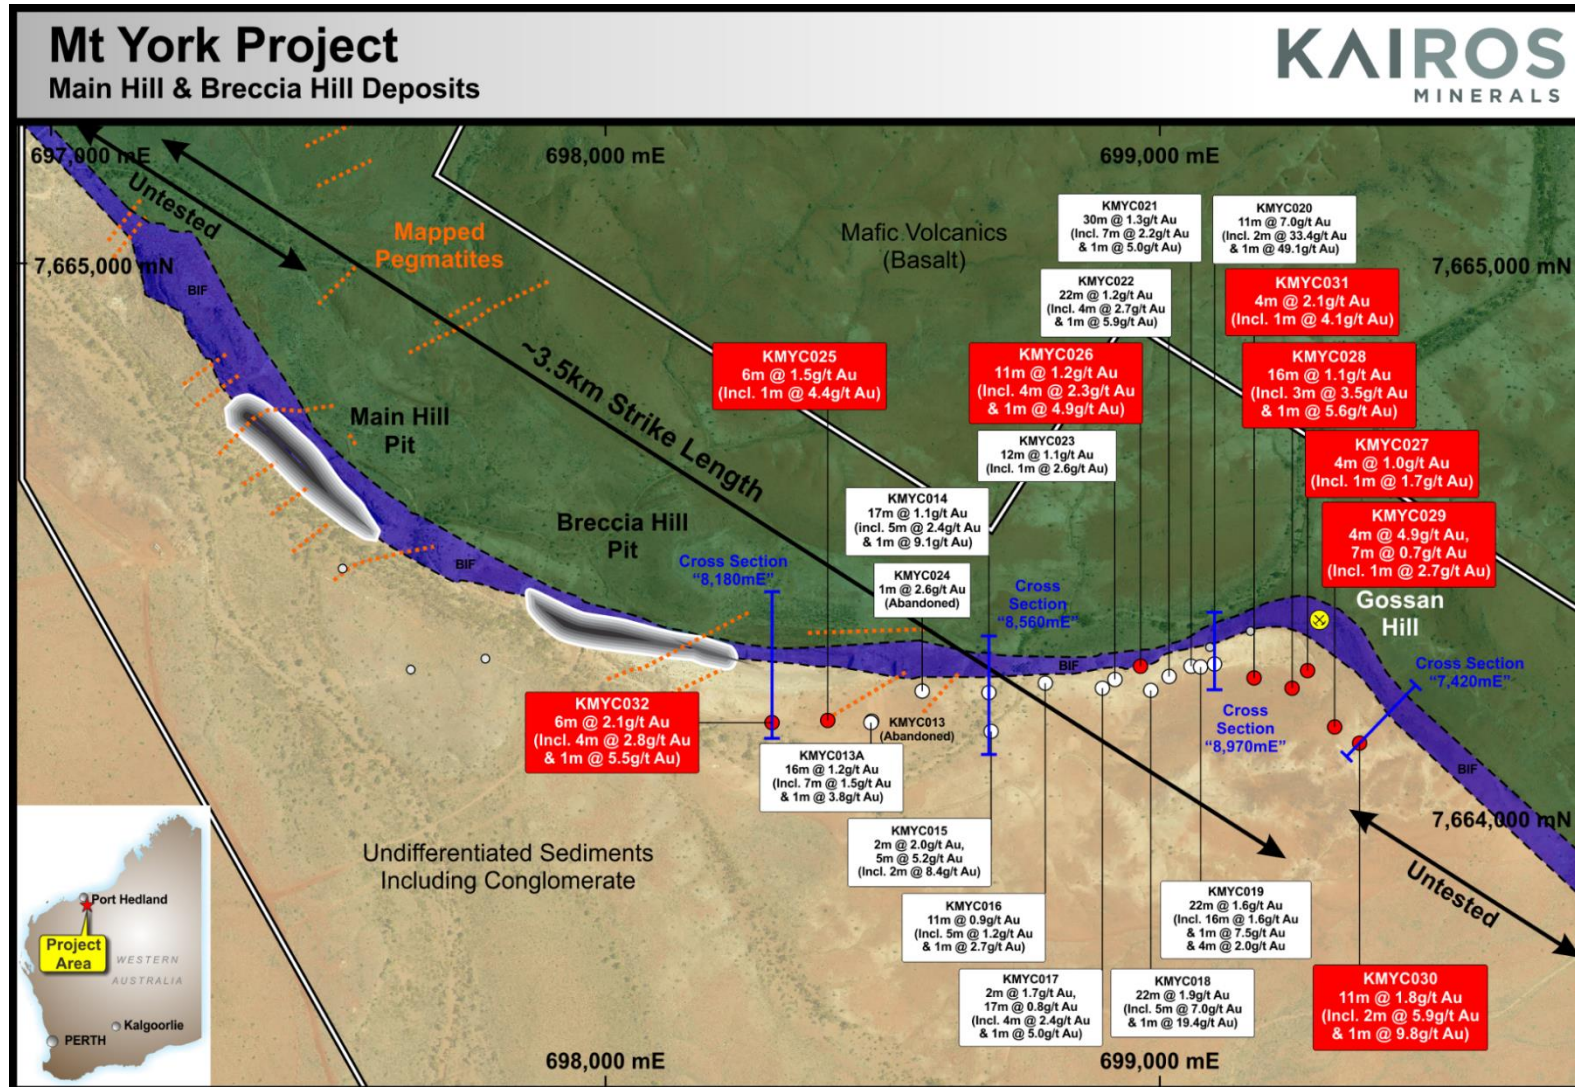 Mt York Project
Main Hill & Breccia Hill Deposits
KAIROS
MINERALS
697,000 mE
698,000 mE
699,000 mE
Untested
Mapped
Pegmatites
Mafic Volcanics
(Basalt)
7,665,000 mN
7,665,000 mN
BIF
~3.5km Strike Length
KMYC021
30m @ 1.3g/t Au
(Incl. 7m @ 2.2g/t Au
& 1m @ 5.0g/t Au)
KMYC020
11m @ 7.0g/t Au
(Incl. 2m @ 33.4g/t Au
& 1m @ 49.1g/t Au)
KMYC022
22m @ 1.2g/t Au
(Incl. 4m @ 2.7g/t Au
& 1m @ 5.9g/t Au)
KMYC031
4m @ 2.1g/t Au
(Incl. 1m @ 4.1g/t Au)
KMYC025
6m @ 1.5g/t Au
(Incl. 1m @ 4.4g/t Au)
KMYC026
11m @ 1.2g/t Au
(Incl. 4m @ 2.3g/t Au
& 1m @ 4.9g/t Au)
KMYC028
16m @ 1.1g/t Au
(Incl. 3m @ 3.5g/t Au
& 1m @ 5.6g/t Au)
KMYC023
12m @ 1.1g/t Au
(Incl. 1m @ 2.6g/t Au)
KMYC027
4m @ 1.0g/t Au
(Incl. 1m @ 1.7g/t Au)
Main Hill
Pit
KMYC014
17m @ 1.1g/t Au
(incl. 5m @ 2.4g/t Au
& 1m @ 9.1g/t Au)
KMYC029
4m @ 4.9g/t Au,
7m @ 0.7g/t Au
(Incl. 1m @ 2.7g/t Au)
Breccia Hill
Pit
BIF
Cross Section
"8,180mE"
KMYC024
1m @ 2.6g/t Au
(Abandoned)
Cross
Section
"8,560mE"
Gossan
Hill
BIF
Cross Section
"7,420mE"
KMYC032
6m @ 2.1g/t Au
(Incl. 4m @ 2.8g/t Au
& 1m @ 5.5g/t Au)
KMYC013
(Abandoned)
Cross
Section
"8,970mE"
KMYC013A
16m @ 1.2g/t Au
(Incl. 7m @ 1.5g/t Au
& 1m @ 3.8g/t Au)
BIF
7,664,000 mN
Undifferentiated Sediments
Including Conglomerate
KMYC015
2m @ 2.0g/t Au,
5m @ 5.2g/t Au
(Incl. 2m @ 8.4g/t Au)
Untested
KMYC016
11m @ 0.9g/t Au
(Incl. 5m @ 1.2g/t Au
& 1m @ 2.7g/t Au)
KMYC019
22m @ 1.6g/t Au
(Incl. 16m @ 1.6g/t Au
& 1m @ 7.5g/t Au
& 4m @ 2.0g/t Au
KMYC017
2m @ 1.7g/t Au,
17m @ 0.8g/t Au
(Incl. 4m @ 2.4g/t Au
& 1m @ 5.0g/t Au)
KMYC018
22m @ 1.9g/t Au
(Incl. 5m @ 7.0g/t Au
& 1m @ 19.4g/t Au)
KMYC030
11m @ 1.8g/t Au
(Incl. 2m @ 5.9g/t Au
& 1m @ 9.8g/t Au)
Port Hedland
Project
Area
WESTERN
AUSTRALIA
Kalgoorlie
PERTH
698,000 mE
699,000 mE